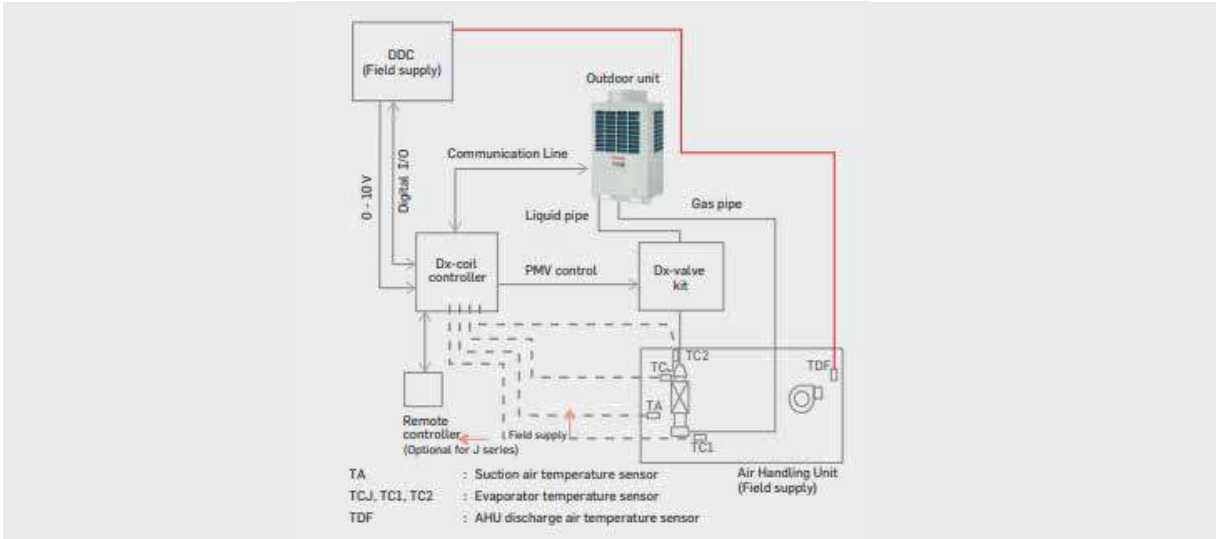 DDC
(Field supply)
Outdoor unit
Communication Line
0 - 10 V
Digital I/O
Gas pipe
Liquid pipe
Dx-coil
controller
PMV control
Dx-valve
kit
TC2
TC
TDF
TA
TC1
Remote
controller
(Optional for J series)
Field supply
Air Handling Unit
(Field supply)
TA : Suction air temperature sensor
TCJ, TC1, TC2 : Evaporator temperature sensor
TDF : AHU discharge air temperature sensor